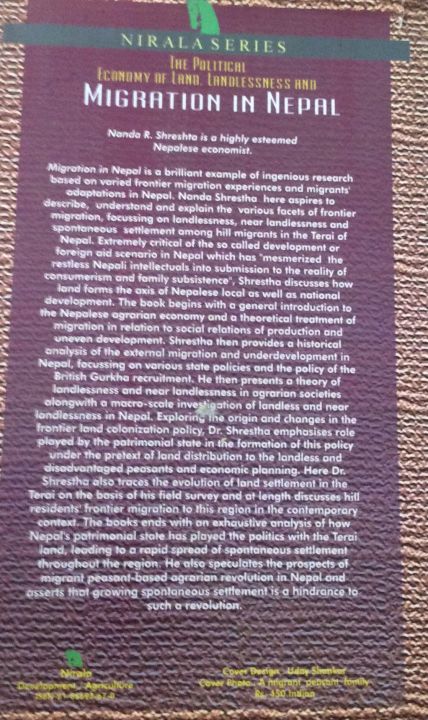 NIRALA SERIES
THE POLITICAL
ECONOMY OF LAND, LANDLESSNESS AND
MIGRATION IN NEPAL
Nanda R. Shreshta is a highly esteemed
Nepalese economist.
Migration in Nepal is a brilliant example of ingenious research
based on varied frontier migration experiences and migrants'
adaptations in Nepal. Nanda Shrestha here aspires to
describe, understand and explain the various facets of frontier
migration, focussing on landlessness, near landlessness and
spontaneous settlement among hill migrants in the Terai of
Nepal. Extremely critical of the so called development or
foreign aid scenario in Nepal which has "mesmerized the
restless Nepali intellectuals into submission to the reality of
consumerism and family subsistence", Shrestha discusses how
land forms the axis of Nepalese local as well as national
development. The book begins with a general introduction to
the Nepalese agrarian economy and a theoretical treatment of
migration in relation to social relations of production and
uneven development. Shrestha then provides a historical
analysis of the external migration and underdevelopment in
Nepal, focussing on various state policies and the policy of the
British Gurkha recruitment. He then presents a theory of
landlessness and near landlessness in agrarian societies
alongwith a macro-scale investigation of landless and near
landlessness in Nepal. Exploring the origin and changes in the
frontier land colonization policy, Dr. Shrestha emphasises role
played by the patrimonial state in the formation of this policy
under the pretext of land distribution to the landless and
disadvantaged peasants and economic planning. Here Dr.
Shrestha also traces the evolution of land settlement in the
Terai on the basis of his field survey and at length discusses hill
residents' frontier migration to this region in the contemporary
context. The books ends with an exhaustive analysis of how
Nepal's patrimonial state has played the politics with the Terai
land, leading to a rapid spread of spontaneous settlement
throughout the region. He also speculates the prospects of
migrant peasant-based agrarian revolution in Nepal and
asserts that growing spontaneous settlement is a hindrance to
such a revolution.
Nirala
Development, Agriculture
ISBN
Cover Design: Uday Shankar
Cover Photo: A migrant peasant family
Rs. 450 Indian